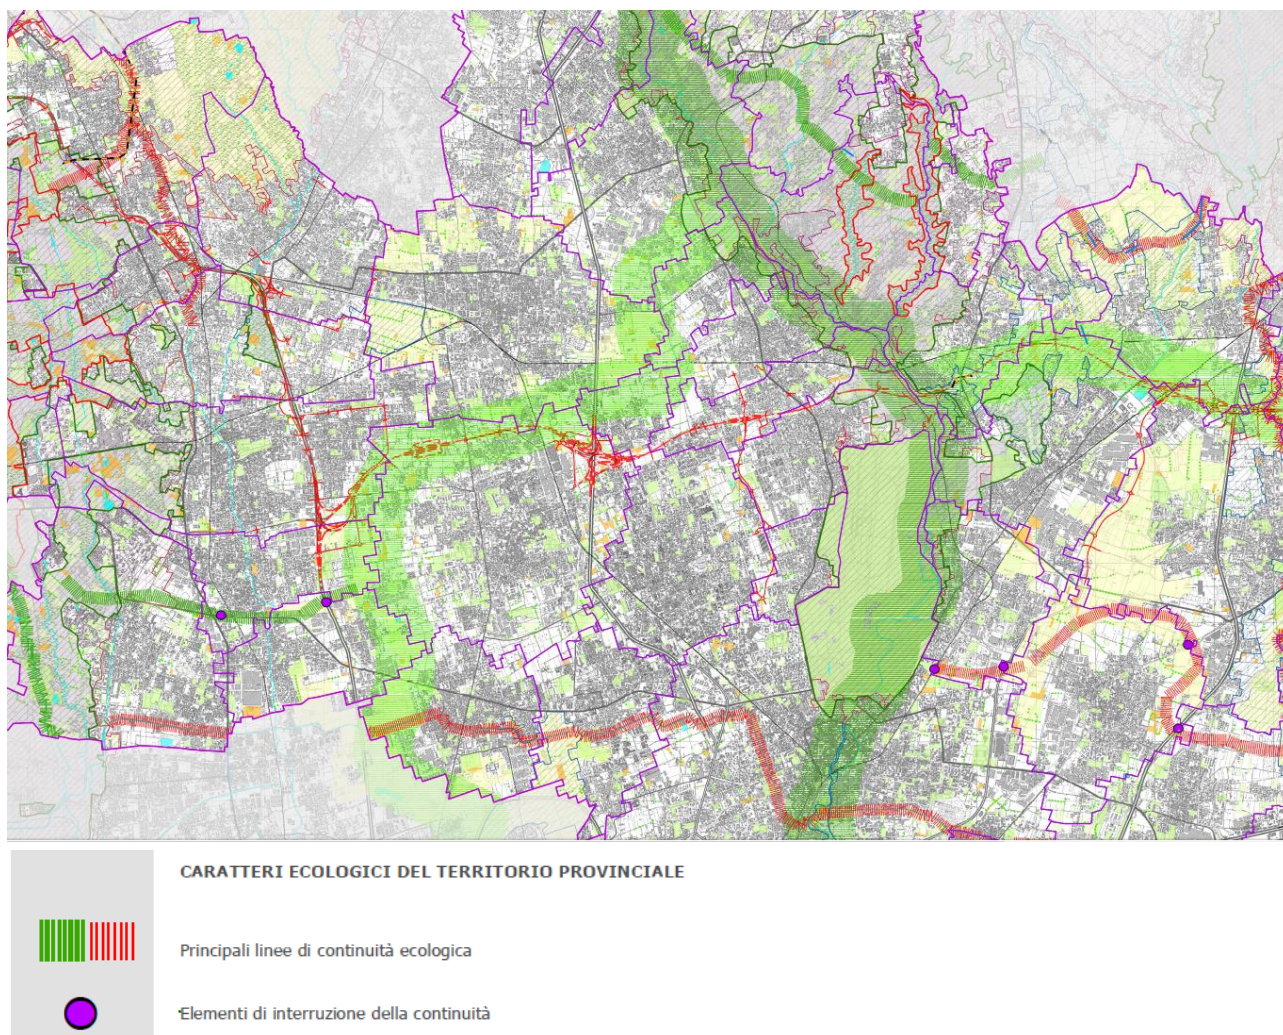 CARATTERI ECOLOGICI DEL TERRITORIO PROVINCIALE
Principali linee di continuità ecologica
Elementi di interruzione della continuità